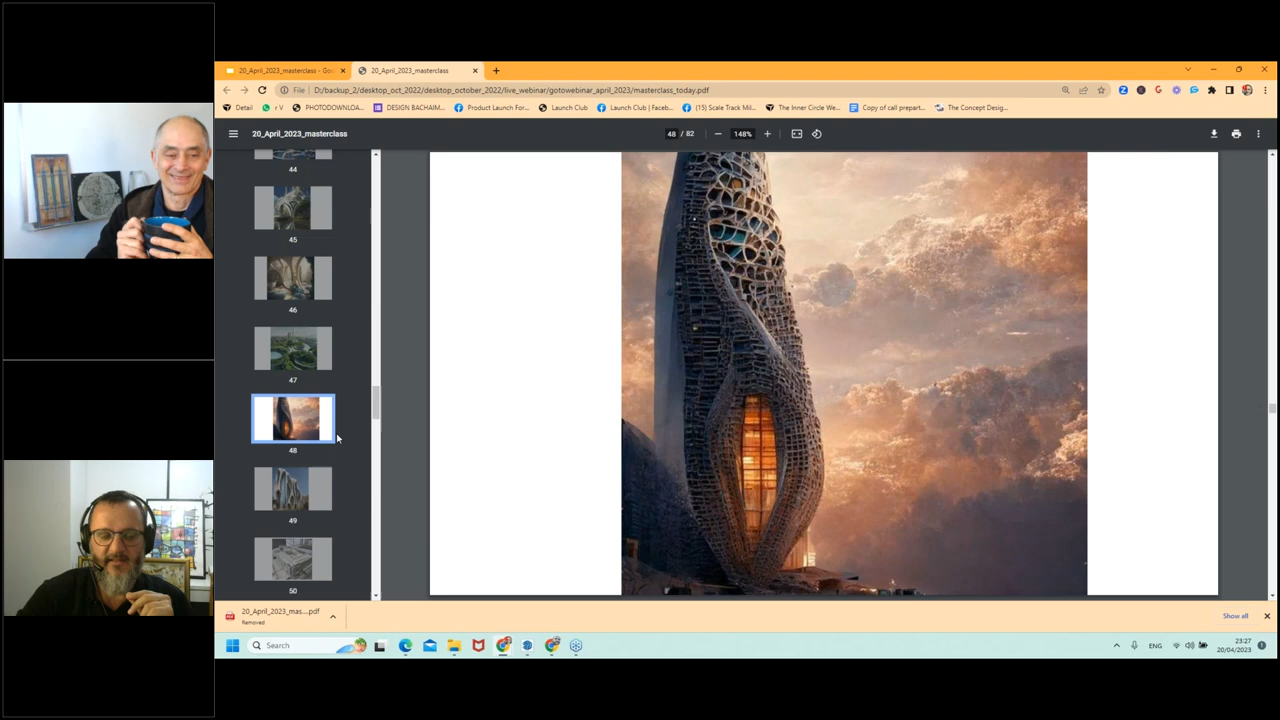 20_April_2023_masterclass - Go
20_April_2023_masterclass
File D:/backup_2/desktop_oct_2022/desktop_october_2022/live_webinar/gotowebinar_april_2023/masterclass_today.pdf
Detail r V PHOTODOWNLOA... DESIGN BACHAIM... Product Launch For... Launch Club Launch Club | Faceb... (15) Scale Track Mil... The Inner Circle We... Copy of call prepart... The Concept Desig...
20_April_2023_masterclass 48 / 82 148%
44
45
46
47
48
49
50
20_April_2023_mas....pdf
Removed
Show all
Search
ENG
23:27
20/04/2023